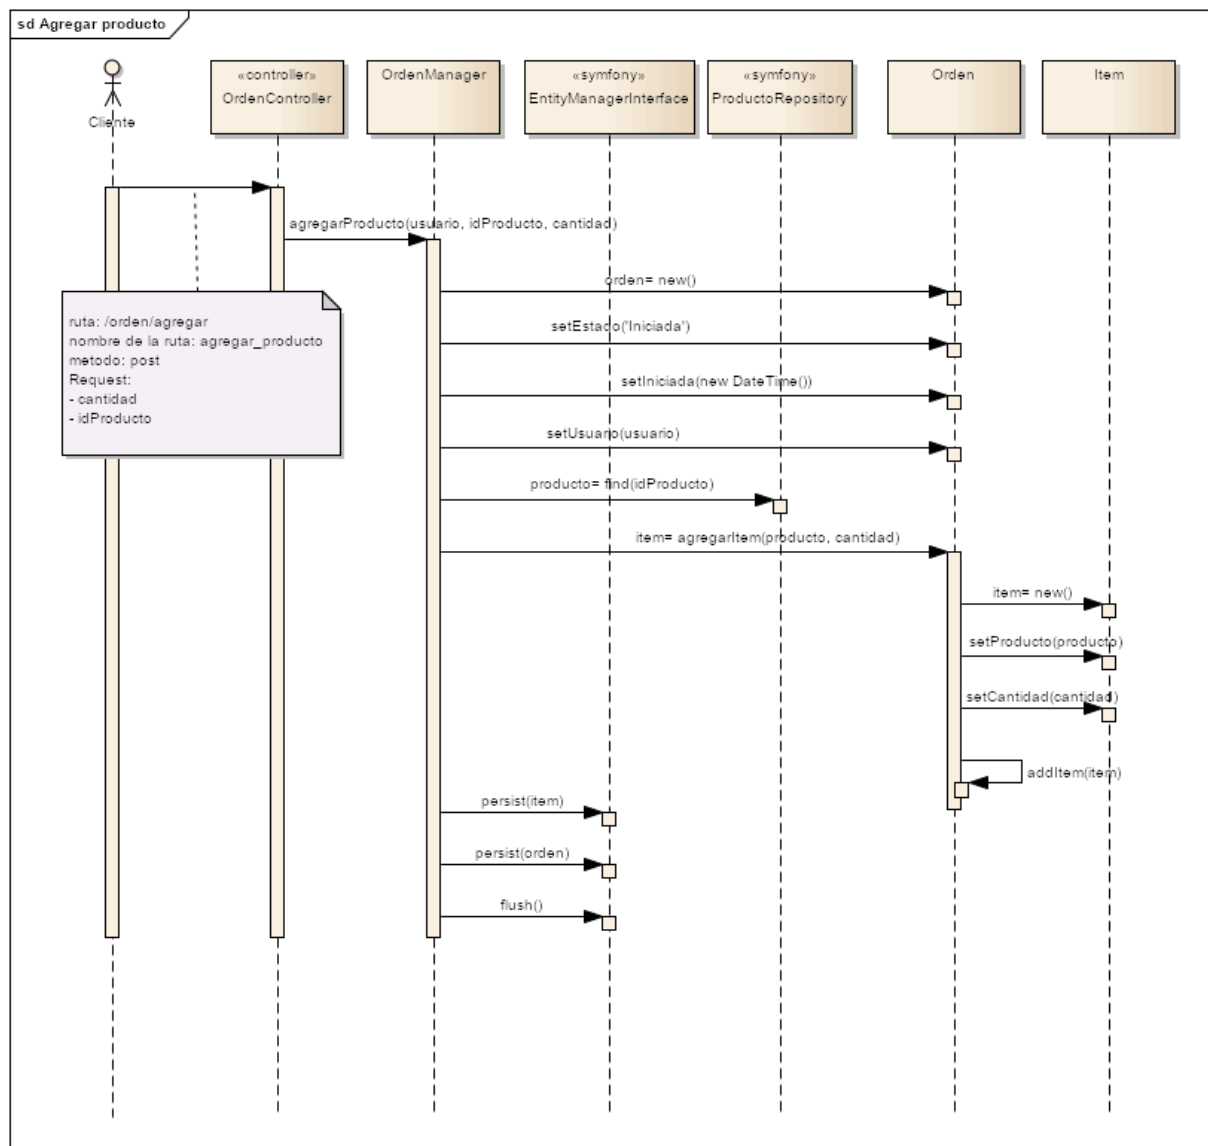 sd Agregar producto
Cliente
«controller»
OrdenController
OrdenManager
«symfony»
EntityManagerInterface
«symfony»
ProductoRepository
Orden
Item
agregarProducto(usuario, idProducto, cantidad)
orden= new()
ruta: /orden/agregar
nombre de la ruta: agregar_producto
metodo: post
Request:
- cantidad
- idProducto
setEstado('Iniciada')
setIniciada(new DateTime())
setUsuario(usuario)
producto= find(idProducto)
item= agregarItem(producto, cantidad)
item= new()
setProducto(producto)
setCantidad(cantidad)
addItem(item)
persist(item)
persist(orden)
flush()